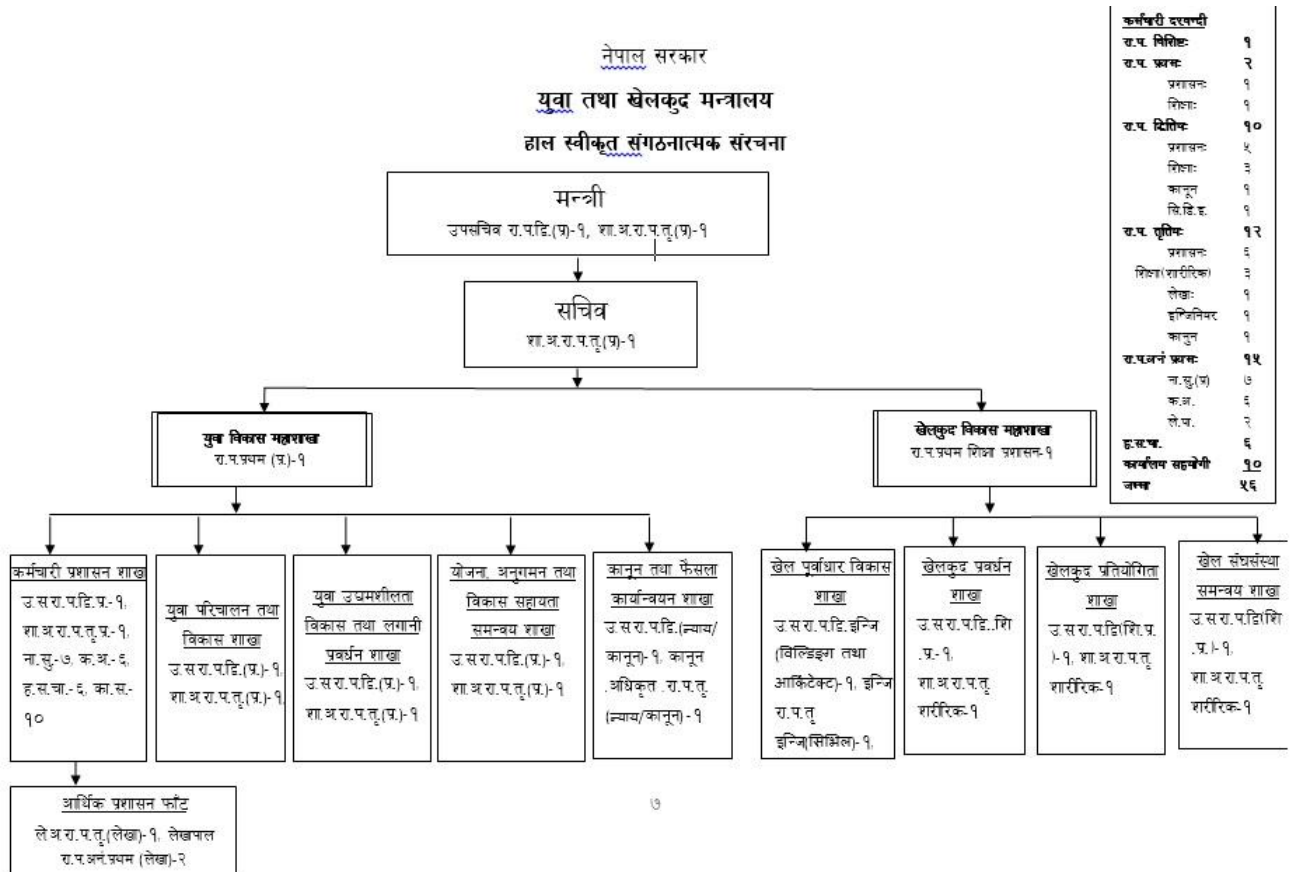 नेपाल सरकार
युवा तथा खेलकुद मन्त्रालय
हाल स्वीकृत संगठनात्मक संरचना
मन्त्री
उपसचिव रा.प.द्वि.(प्र)-१, शा.अ.रा.प.तृ.(प्र)-१
सचिव
शा.अ.रा.प.तृ.(प्र)-१
युवा विकास महाशाखा
रा.प.प्रथम (प्र.)-१
खेलकुद विकास महाशाखा
रा.प.प्रथम शिक्षा प्रशासन-१
कर्मचारी प्रशासन शाखा
उ.स.रा.प.द्वि.प्र.-१,
शा.अ.रा.प.तृ.प्र.-१,
ना.सु.-७, क.अ.-६,
ह.स.चा.-६, का.स.-
१०
युवा परिचालन तथा
विकास शाखा
उ.स.रा.प.द्वि.(प्र.)-१,
शा.अ.रा.प.तृ.(प्र.)-१
युवा उद्यमशीलता
विकास तथा लगानी
प्रवर्धन शाखा
उ.स.रा.प.द्वि.(प्र.)-१,
शा.अ.रा.प.तृ.(प्र.)-१
योजना, अनुगमन तथा
विकास सहायता
समन्वय शाखा
उ.स.रा.प.द्वि.(प्र.)-१,
शा.अ.रा.प.तृ.(प्र.)-१
कानून तथा फैसला
कार्यान्वयन शाखा
उ.स.रा.प.द्वि.(न्याय/
कानून)-१, कानून
.अधिकृत .रा.प.तृ.
(न्याय/कानून)-१
खेल पूर्वाधार विकास
शाखा
उ.स.रा.प.द्वि.इन्जि
(विल्डिङ्ग तथा
आर्किटेक्ट)-१, इन्जि
रा.प.तृ
इन्जि(सिभिल)-१,
खेलकुद प्रवर्धन
शाखा
उ.स.रा.प.द्वि..शि
.प्र.-१,
शा.अ.रा.प.तृ.
शारीरिक-१
खेलकुद प्रतियोगिता
शाखा
उ.स.रा.प.द्वि(शि.प्र.
)-१, शा.अ.रा.प.तृ.
शारीरिक-१
खेल संघसंस्था
समन्वय शाखा
उ.स.रा.प.द्वि(शि
.प्र.)-१,
शा.अ.रा.प.तृ.
शारीरिक-१
आर्थिक प्रशासन फाँट
ले.अ.रा.प.तृ.(लेखा)-१, लेखापाल
रा.प.अनं.प्रथम (लेखा)-२
७
कर्मचारी दरवन्दी
रा.प. विशिष्टः १
रा.प. प्रथमः २
प्रशासनः १
शिक्षाः १
रा.प. द्वितियः १०
प्रशासनः ५
शिक्षाः ३
कानून १
सि.डि.इ. १
रा.प. तृतियः १२
प्रशासनः ६
शिक्षा(शारीरिक) ३
लेखाः १
इन्जिनियर १
कानुन १
रा.प.अनं प्रथमः १५
ना.सु.(प्र) ७
क.अ. ६
ले.पा. २
ह.स.चा. ६
कार्यालय सहयोगी १०
जम्मा ५६